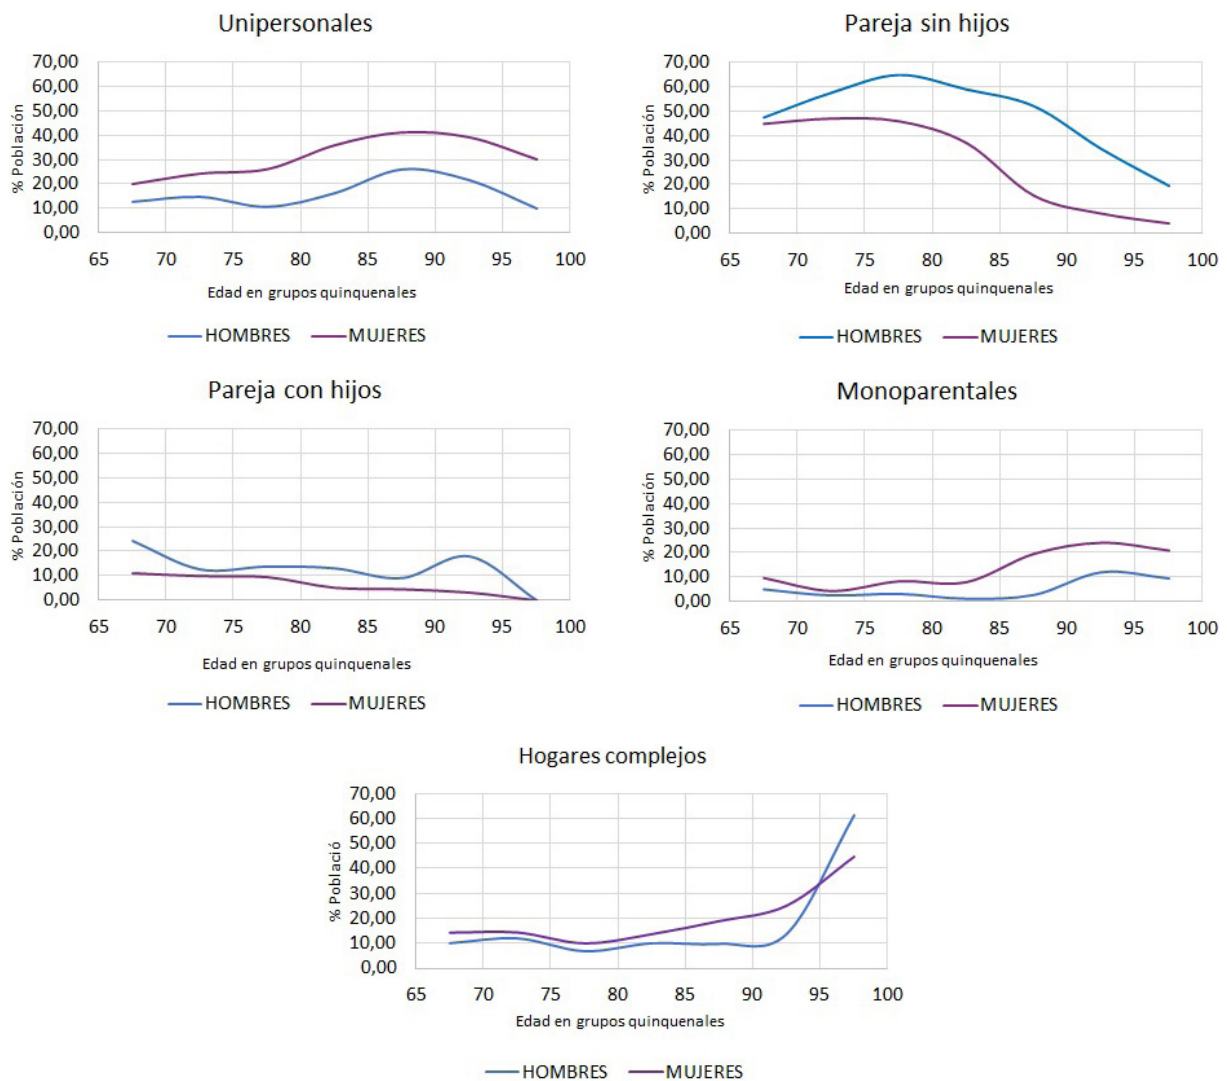 Unipersonales
% Población
70,00
60,00
50,00
40,00
30,00
20,00
10,00
0,00
65 70 75 80 85 90 95 100
Edad en grupos quinquenales
HOMBRES MUJERES
Pareja sin hijos
% Población
70,00
60,00
50,00
40,00
30,00
20,00
10,00
0,00
65 70 75 80 85 90 95 100
Edad en grupos quinquenales
HOMBRES MUJERES
Pareja con hijos
% Población
70,00
60,00
50,00
40,00
30,00
20,00
10,00
0,00
65 70 75 80 85 90 95 100
Edad en grupos quinquenales
HOMBRES MUJERES
Monoparentales
% Población
70,00
60,00
50,00
40,00
30,00
20,00
10,00
0,00
65 70 75 80 85 90 95 100
Edad en grupos quinquenales
HOMBRES MUJERES
Hogares complejos
% Població
70,00
60,00
50,00
40,00
30,00
20,00
10,00
0,00
65 70 75 80 85 90 95 100
Edad en grupos quinquenales
HOMBRES MUJERES